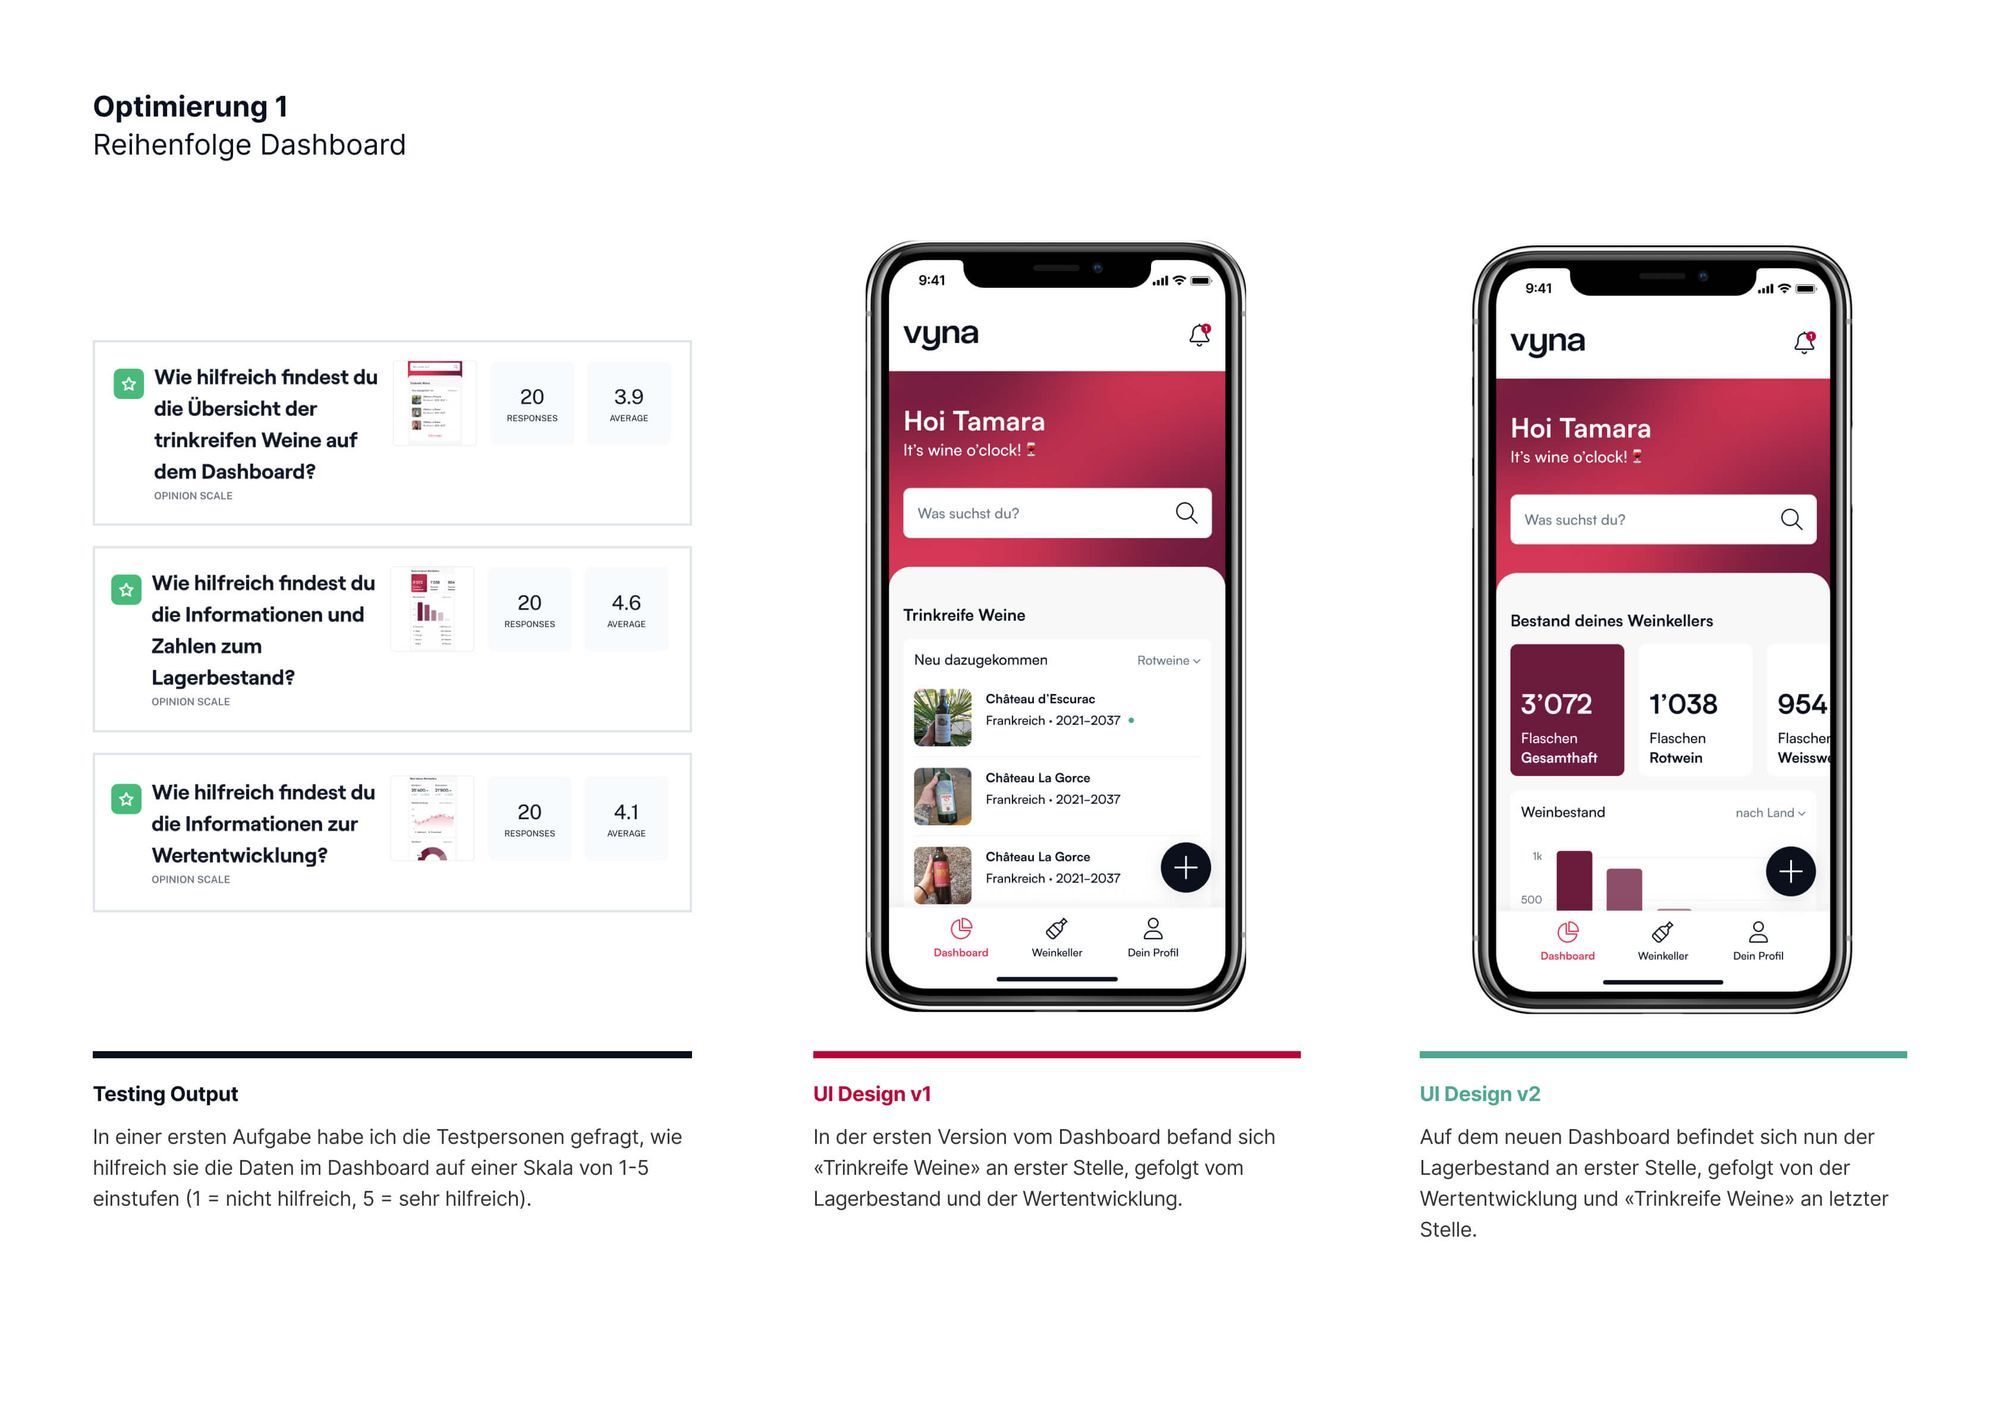 Optimierung 1
Reihenfolge Dashboard
Wie hilfreich findest du
die Übersicht der
trinkreifen Weine auf
dem Dashboard?
OPINION SCALE
20
RESPONSES
3.9
AVERAGE
Wie hilfreich findest du
die Informationen und
Zahlen zum
Lagerbestand?
OPINION SCALE
20
RESPONSES
4.6
AVERAGE
Wie hilfreich findest du
die Informationen zur
Wertentwicklung?
OPINION SCALE
20
RESPONSES
4.1
AVERAGE
Testing Output
In einer ersten Aufgabe habe ich die Testpersonen gefragt, wie
hilfreich sie die Daten im Dashboard auf einer Skala von 1-5
einstufen (1 = nicht hilfreich, 5 = sehr hilfreich).
9:41
vyna
1
Hoi Tamara
It's wine o'clock! 🍷
Was suchst du?
Trinkreife Weine
Neu dazugekommen
Rotweine
Château d'Escurac
Frankreich • 2021–2037
Château La Gorce
Frankreich • 2021–2037
Château La Gorce
Frankreich • 2021–2037
Dashboard
Weinkeller
Dein Profil
UI Design v1
In der ersten Version vom Dashboard befand sich
«Trinkreife Weine» an erster Stelle, gefolgt vom
Lagerbestand und der Wertentwicklung.
9:41
vyna
1
Hoi Tamara
It's wine o'clock! 🍷
Was suchst du?
Bestand deines Weinkellers
3'072
Flaschen
Gesamthaft
1'038
Flaschen
Rotwein
954
Flascher
Weisswe
Weinbestand
nach Land
1k
500
Dashboard
Weinkeller
Dein Profil
UI Design v2
Auf dem neuen Dashboard befindet sich nun der
Lagerbestand an erster Stelle, gefolgt von der
Wertentwicklung und «Trinkreife Weine» an letzter
Stelle.